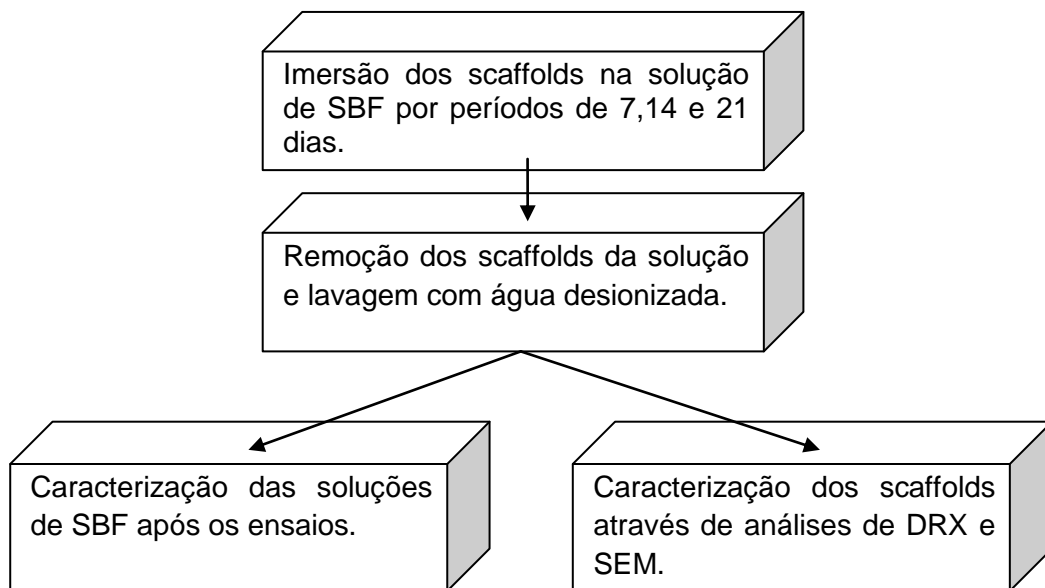 Imersão dos scaffolds na solução
de SBF por períodos de 7,14 e 21
dias.
Remoção dos scaffolds da solução
e lavagem com água desionizada.
Caracterização das soluções
de SBF após os ensaios.
Caracterização dos scaffolds
através de análises de DRX e
SEM.